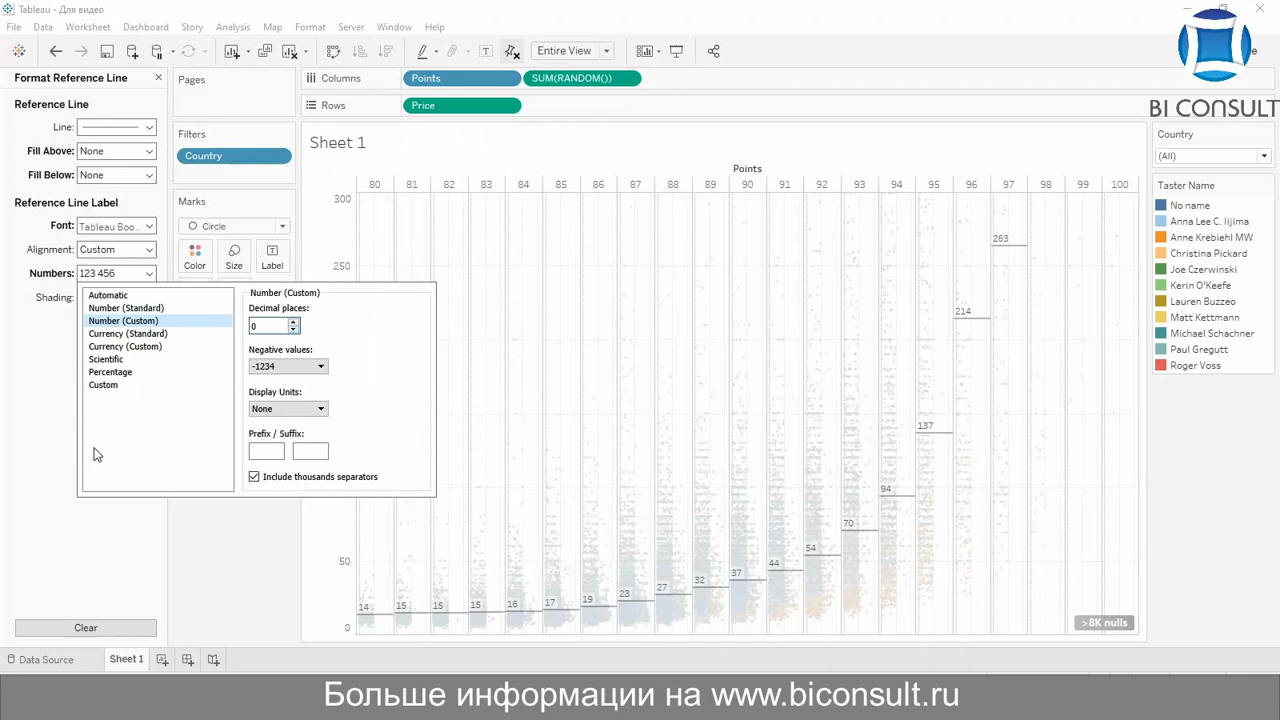 Tableau - Для видео
File Data Worksheet Dashboard Story Analysis Map Format Server Window Help
Entire View
BI CONSULT
Format Reference Line
Reference Line
Line:
Fill Above: None
Fill Below: None
Reference Line Label
Font: Tableau Boo...
Alignment: Custom
Numbers: 123 456
Shading:
Automatic
Number (Standard)
Number (Custom)
Currency (Standard)
Currency (Custom)
Scientific
Percentage
Custom
Number (Custom)
Decimal places:
0
Negative values:
-1234
Display Units:
None
Prefix / Suffix:
Include thousands separators
Clear
Pages
Filters
Country
Marks
Circle
Color Size Label
Columns Points SUM(RANDOM())
Rows Price
Sheet 1
Points
80 81 82 83 84 85 86 87 88 89 90 91 92 93 94 95 96 97 98 99 100
300
250
50
0
14 15 15 15 16 17 19 23 27 32 37 44 54 70 94 137 214 263
>8K nulls
Country
(All)
Taster Name
No name
Anna Lee C. Iijima
Anne Krebiehl MW
Christina Pickard
Joe Czerwinski
Kerin O'Keefe
Lauren Buzzeo
Matt Kettmann
Michael Schachner
Paul Gregutt
Roger Voss
Data Source Sheet 1
Больше информации на www.biconsult.ru